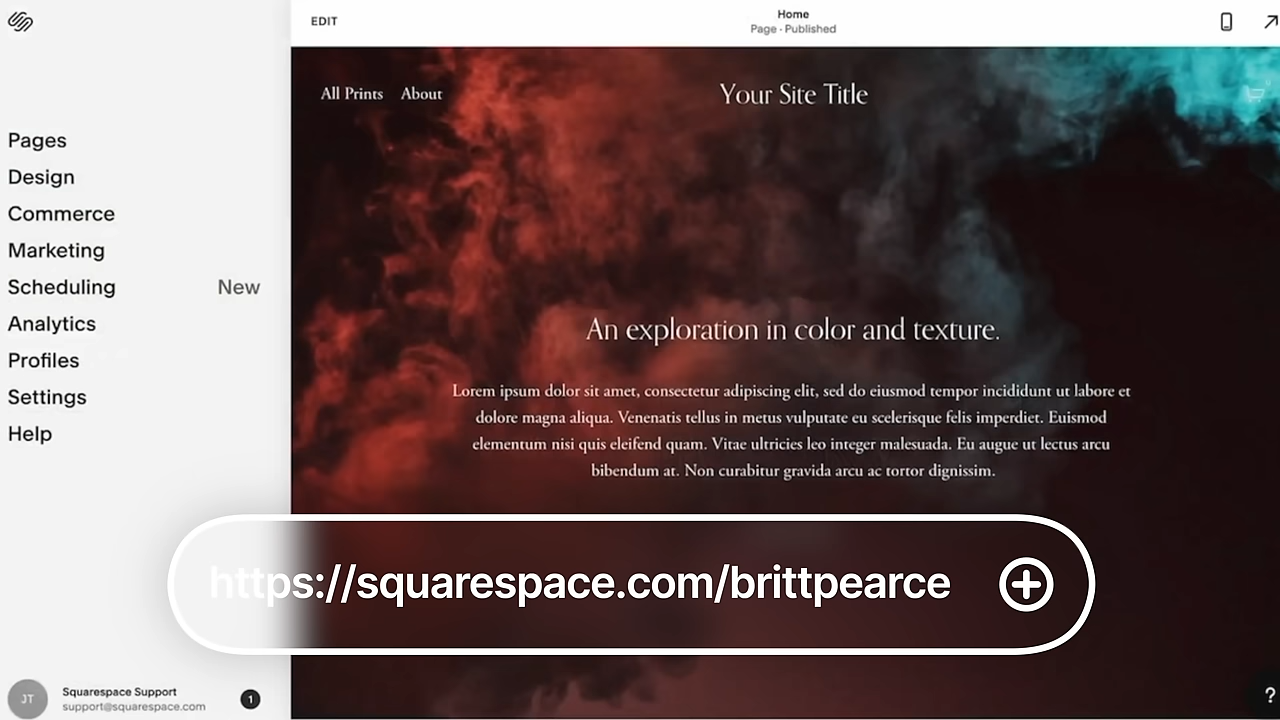 EDIT
Home
Page · Published
All Prints About
Your Site Title
Pages
Design
Commerce
Marketing
Scheduling New
Analytics
Profiles
Settings
Help
An exploration in color and texture.
Lorem ipsum dolor sit amet, consectetur adipiscing elit, sed do eiusmod tempor incididunt ut labore et
dolore magna aliqua. Venenatis tellus in metus vulputate eu scelerisque felis imperdiet. Euismod
elementum nisi quis eleifend quam. Vitae ultricies leo integer malesuada. Eu augue ut lectus arcu
bibendum at. Non curabitur gravida arcu ac tortor dignissim.
https://squarespace.com/brittpearce
JT
Squarespace Support
support@squarespace.com
1
?